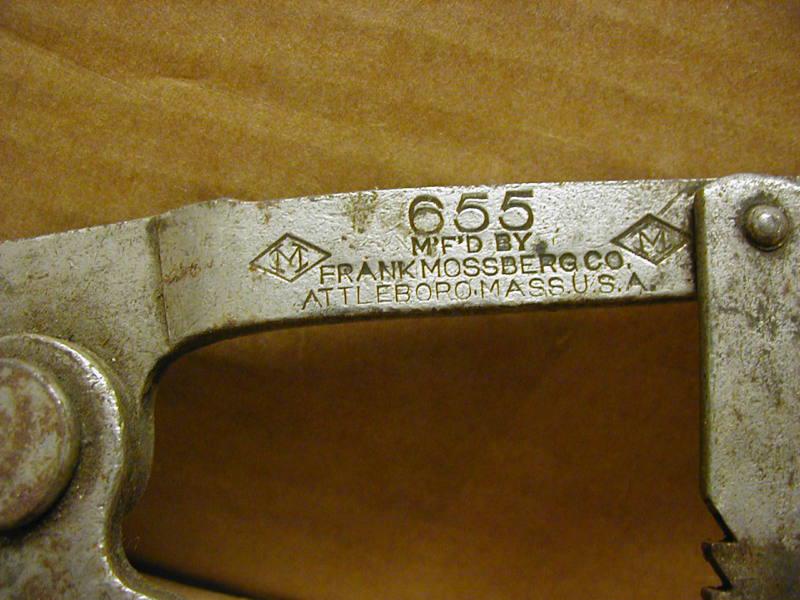 655
M'F'D BY
M FRANK MOSSBERG CO. M
ATTLEBORO.MASS.U.S.A.